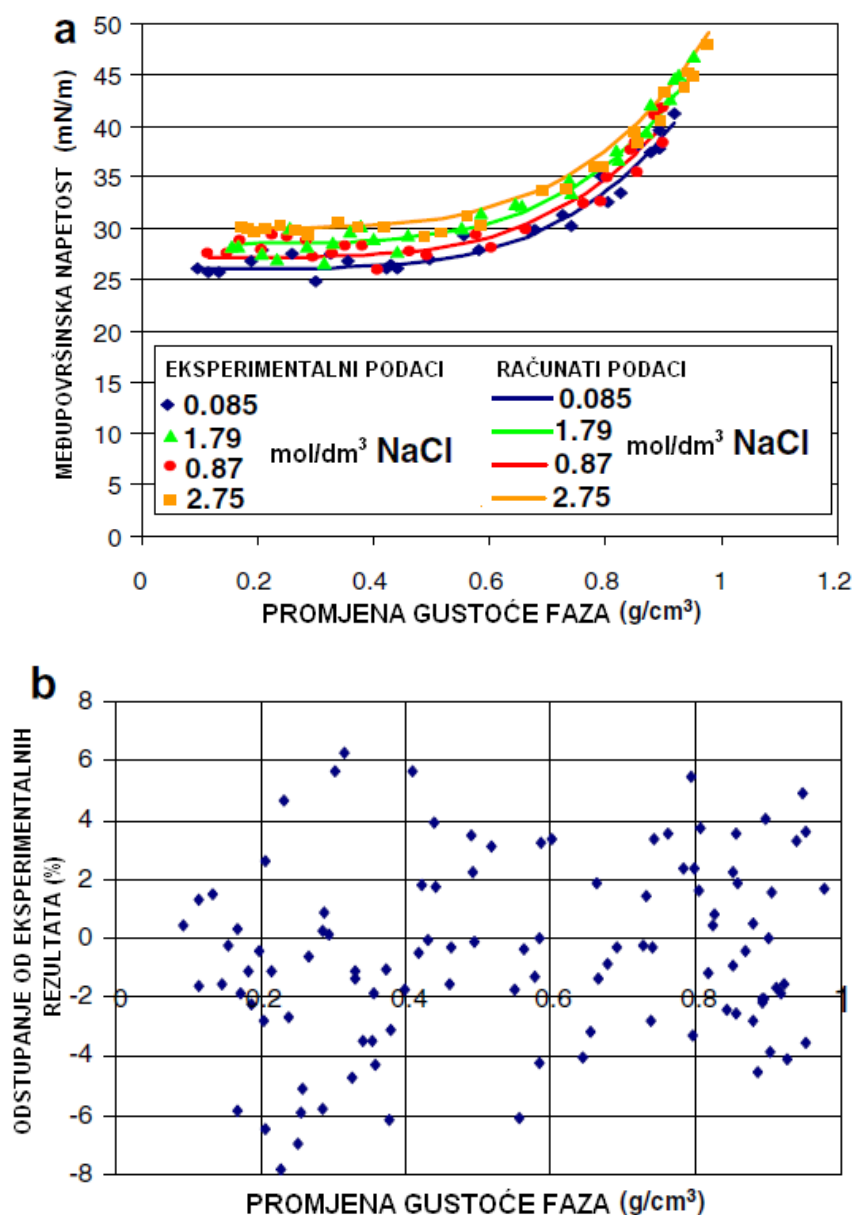 a
MEĐUPOVRŠINSKA NAPETOST (mN/m)
50
45
40
35
30
25
20
15
10
5
0
EKSPERIMENTALNI PODACI
0.085
1.79
0.87
2.75
mol/dm³ NaCl
RAČUNATI PODACI
0.085
1.79
0.87
2.75
mol/dm³ NaCl
0 0.2 0.4 0.6 0.8 1 1.2
PROMJENA GUSTOĆE FAZA (g/cm³)
b
ODSTUPANJE OD EKSPERIMENTALNIH
REZULTATA (%)
8
6
4
2
0
-2
-4
-6
-8
0 0.2 0.4 0.6 0.8 1
PROMJENA GUSTOĆE FAZA (g/cm³)